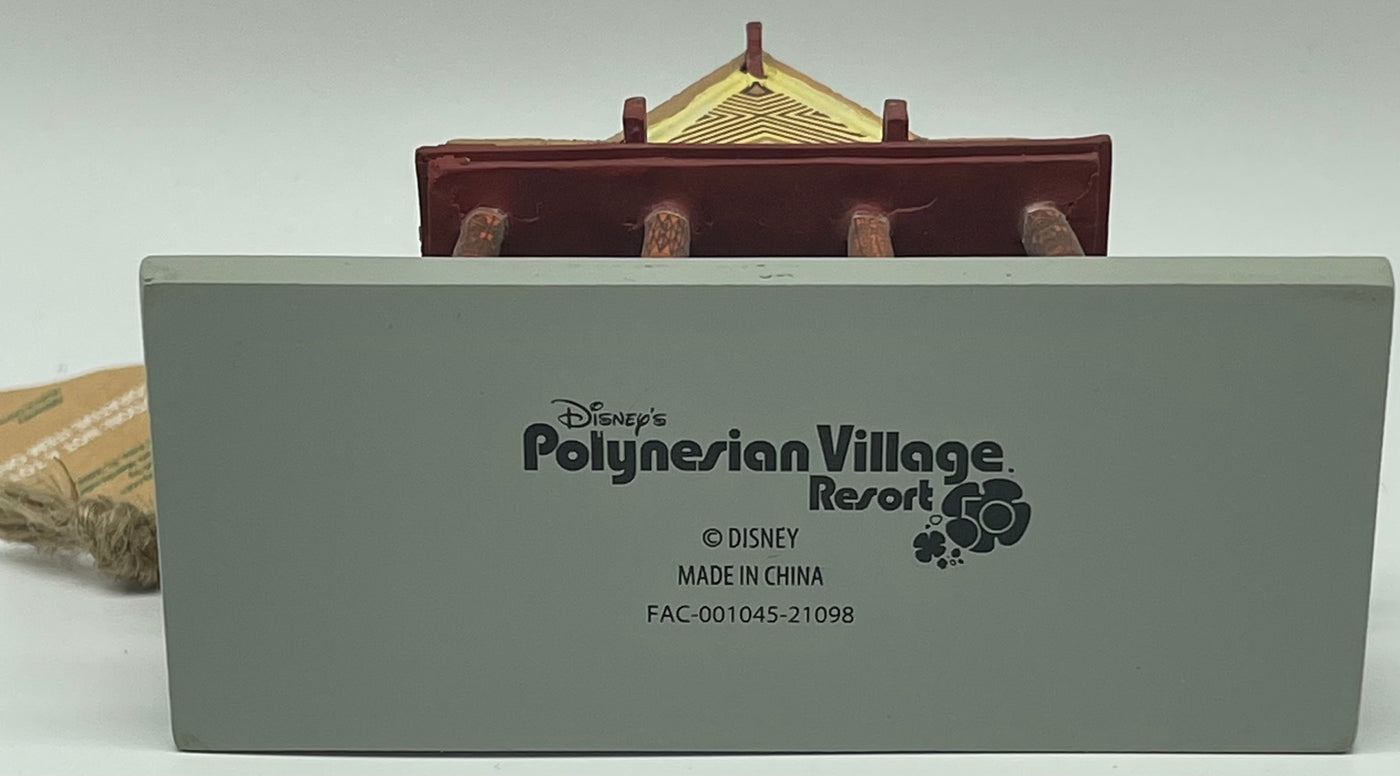 Disney's
Polynesian Village.
Resort 50
© DISNEY
MADE IN CHINA
FAC-001045-21098